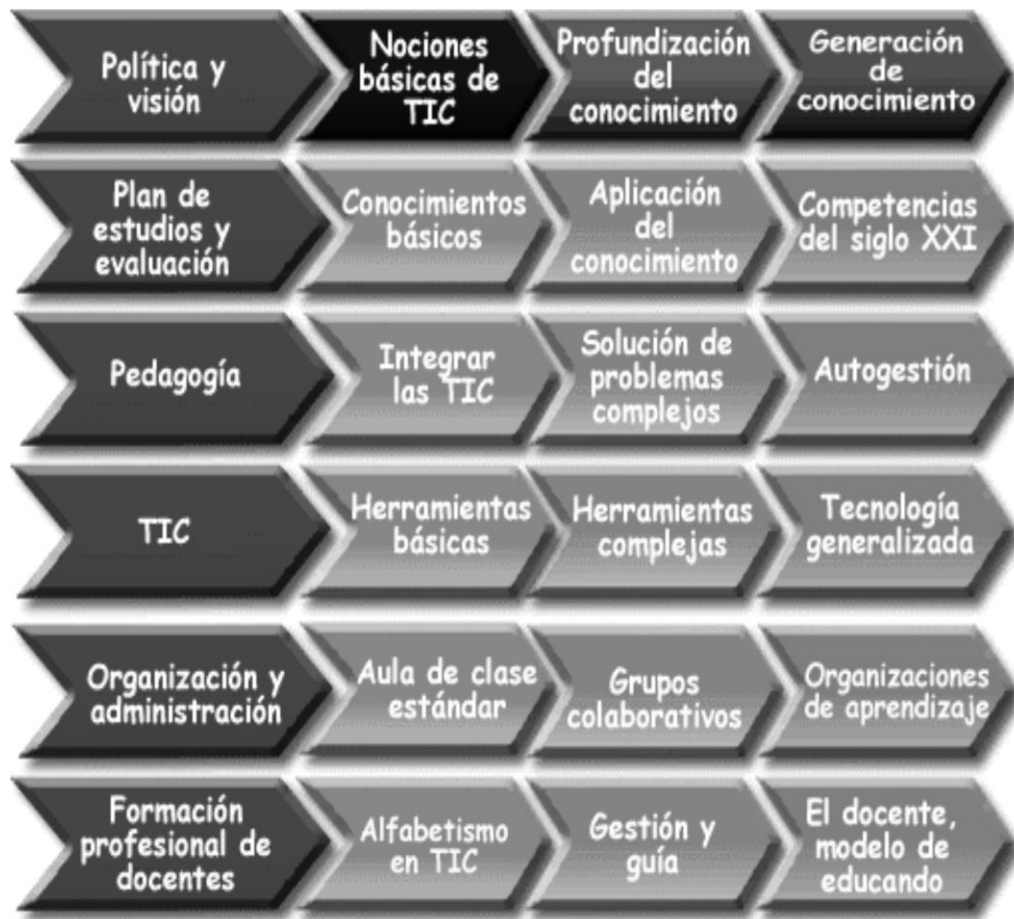 Política y
visión
Nociones
básicas de
TIC
Profundización
del
conocimiento
Generación
de
conocimiento
Plan de
estudios y
evaluación
Conocimientos
básicos
Aplicación
del
conocimiento
Competencias
del siglo XXI
Pedagogía
Integrar
las TIC
Solución de
problemas
complejos
Autogestión
TIC
Herramientas
básicas
Herramientas
complejas
Tecnología
generalizada
Organización y
administración
Aula de clase
estándar
Grupos
colaborativos
Organizaciones
de aprendizaje
Formación
profesional de
docentes
Alfabetismo
en TIC
Gestión y
guía
El docente,
modelo de
educando